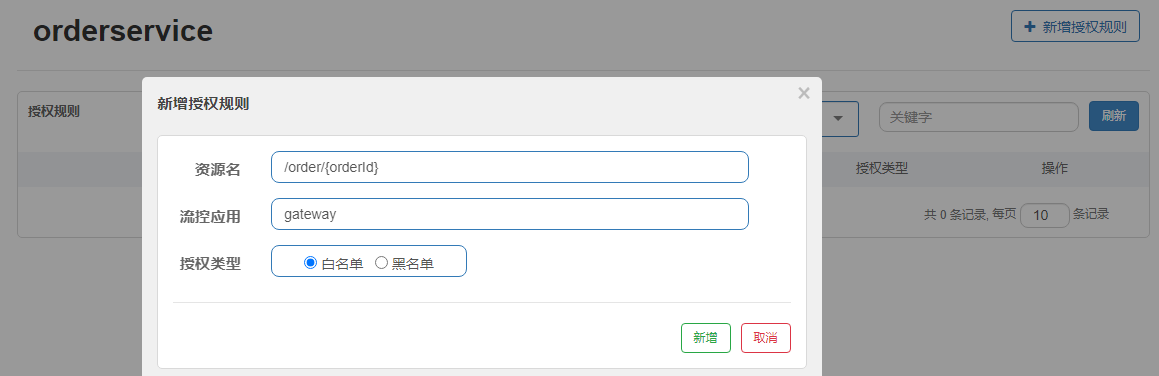 orderservice
+ 新增授权规则
新增授权规则
×
授权规则
关键字
刷新
资源名 /order/{orderId}
授权类型 操作
流控应用 gateway
共 0 条记录, 每页 10 条记录
授权类型 白名单 黑名单
新增 取消